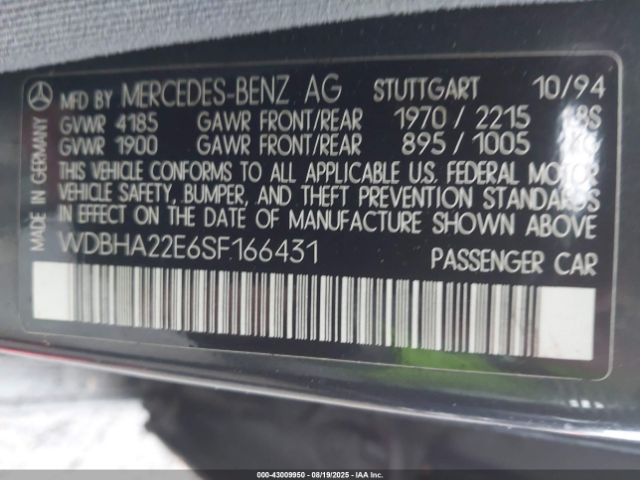 MFD BY MERCEDES-BENZ AG STUTTGART 10/94
GVWR 4185 GAWR FRONT/REAR 1970 / 2215 LBS
GVWR 1900 GAWR FRONT/REAR 895 / 1005 KG
THIS VEHICLE CONFORMS TO ALL APPLICABLE U.S. FEDERAL MOTOR
VEHICLE SAFETY, BUMPER, AND THEFT PREVENTION STANDARDS
IN EFFECT ON THE DATE OF MANUFACTURE SHOWN ABOVE
WDBHA22E6SF166431 PASSENGER CAR
MADE IN GERMANY
000-43009950 - 08/19/2025 - IAA Inc.